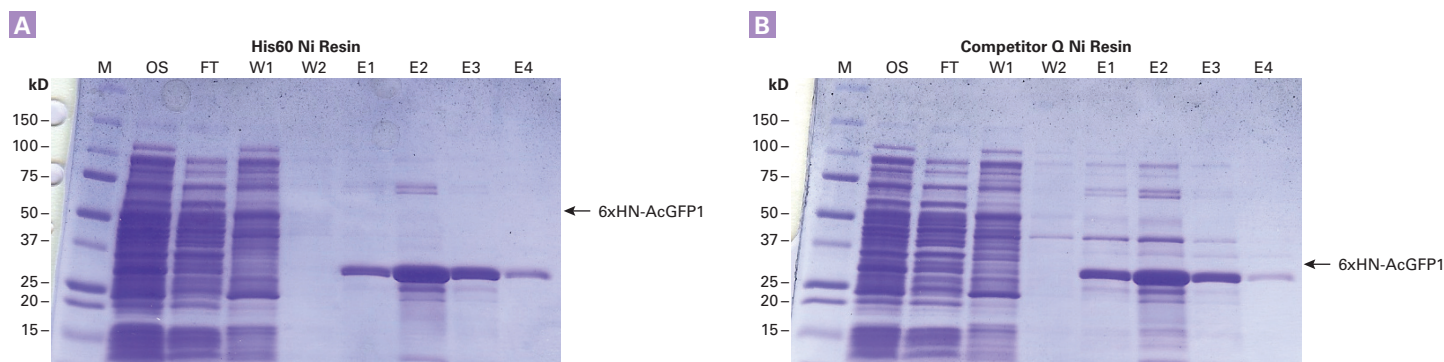 A
His60 Ni Resin
M OS FT W1 W2 E1 E2 E3 E4
kD
150
100
75
50
37
25
20
15
6xHN-AcGFP1
B
Competitor Q Ni Resin
M OS FT W1 W2 E1 E2 E3 E4
kD
150
100
75
50
37
25
20
15
6xHN-AcGFP1